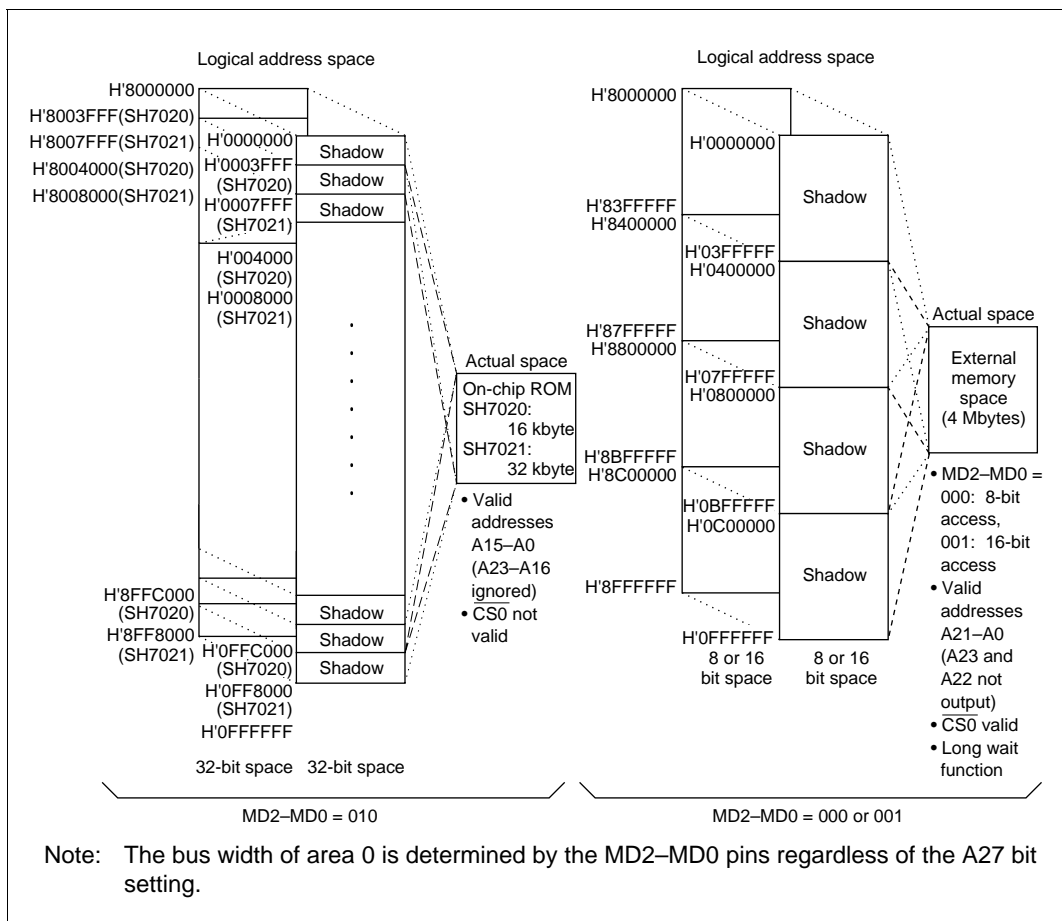 Logical address space
H'8000000
H'8003FFF(SH7020)
H'8007FFF(SH7021)
H'8004000(SH7020)
H'8008000(SH7021)
H'0000000
H'0003FFF
(SH7020)
H'0007FFF
(SH7021)
H'004000
(SH7020)
H'0008000
(SH7021)
Shadow
Shadow
Shadow
Actual space
On-chip ROM
SH7020:
16 kbyte
SH7021:
32 kbyte
• Valid
addresses
A15–A0
(A23–A16
ignored)
• CS0 not
valid
H'8FFC000
(SH7020)
H'8FF8000
(SH7021)
H'0FFC000
(SH7020)
H'0FF8000
(SH7021)
H'0FFFFFF
Shadow
Shadow
Shadow
32-bit space
32-bit space
MD2–MD0 = 010
Logical address space
H'8000000
H'0000000
Shadow
H'83FFFFF
H'8400000
H'03FFFFF
H'0400000
Shadow
H'87FFFFF
H'8800000
H'07FFFFF
H'0800000
Shadow
H'8BFFFFF
H'8C00000
H'0BFFFFF
H'0C00000
Shadow
H'8FFFFFF
H'0FFFFFF
8 or 16
bit space
8 or 16
bit space
Actual space
External
memory
space
(4 Mbytes)
• MD2–MD0 =
000: 8-bit
access,
001: 16-bit
access
• Valid
addresses
A21–A0
(A23 and
A22 not
output)
• CS0 valid
• Long wait
function
MD2–MD0 = 000 or 001
Note: The bus width of area 0 is determined by the MD2–MD0 pins regardless of the A27 bit
setting.